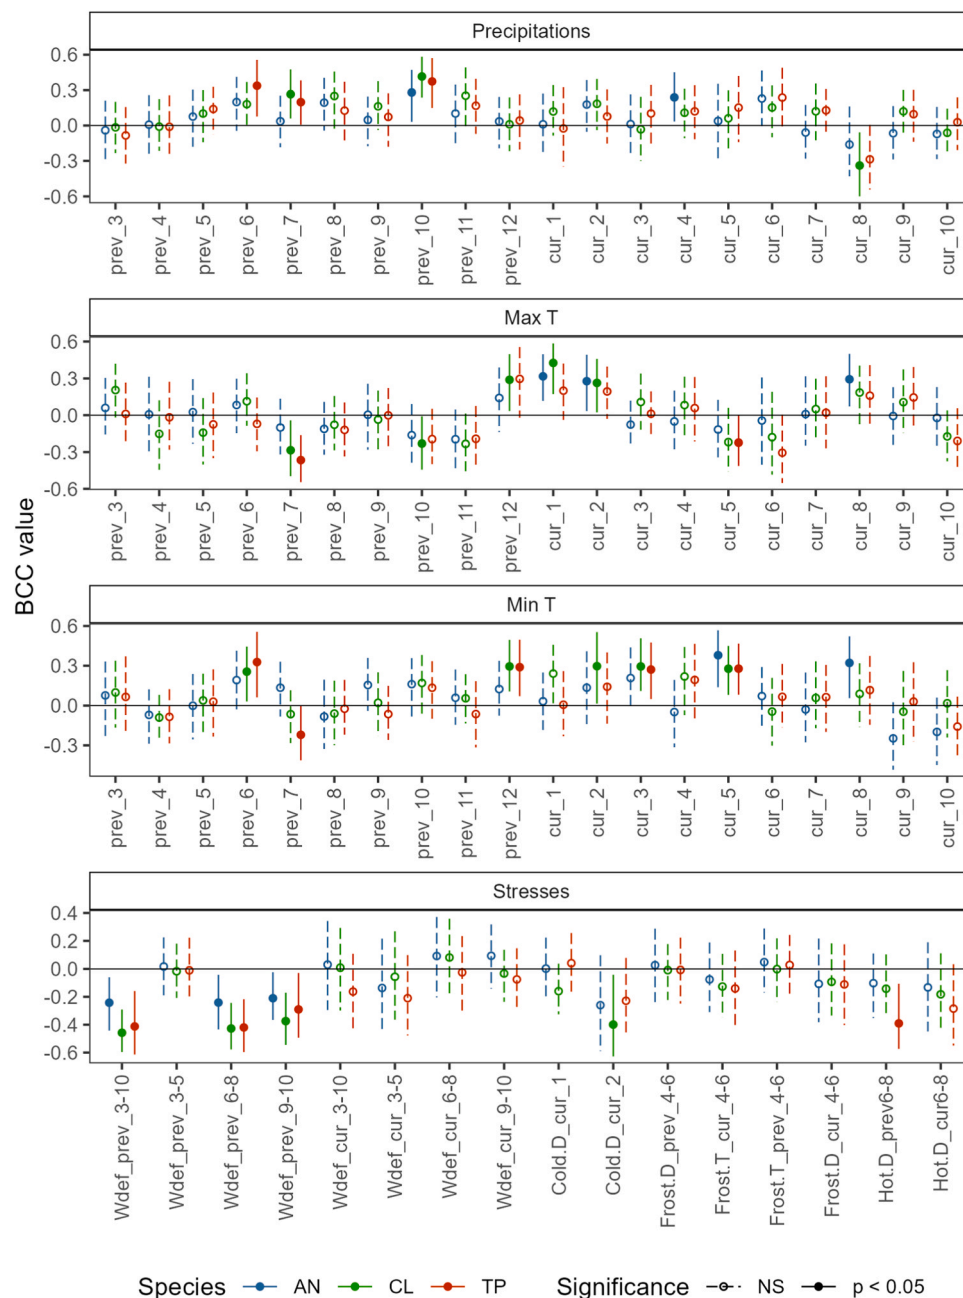 Precipitations
0.6
0.3
0.0
-0.3
-0.6
prev_3 prev_4 prev_5 prev_6 prev_7 prev_8 prev_9 prev_10 prev_11 prev_12 cur_1 cur_2 cur_3 cur_4 cur_5 cur_6 cur_7 cur_8 cur_9 cur_10
Max T
0.6
0.3
0.0
-0.3
-0.6
prev_3 prev_4 prev_5 prev_6 prev_7 prev_8 prev_9 prev_10 prev_11 prev_12 cur_1 cur_2 cur_3 cur_4 cur_5 cur_6 cur_7 cur_8 cur_9 cur_10
BCC value
Min T
0.6
0.3
0.0
-0.3
prev_3 prev_4 prev_5 prev_6 prev_7 prev_8 prev_9 prev_10 prev_11 prev_12 cur_1 cur_2 cur_3 cur_4 cur_5 cur_6 cur_7 cur_8 cur_9 cur_10
Stresses
0.4
0.2
0.0
-0.2
-0.4
-0.6
Wdef_prev_3-10 Wdef_prev_3-5 Wdef_prev_6-8 Wdef_prev_9-10 Wdef_cur_3-10 Wdef_cur_3-5 Wdef_cur_6-8 Wdef_cur_9-10 Cold.D_cur_1 Cold.D_cur_2 Frost.D_prev_4-6 Frost.T_cur_4-6 Frost.T_prev_4-6 Frost.D_cur_4-6 Hot.D_prev6-8 Hot.D_cur6-8
Species AN CL TP Significance NS p < 0.05